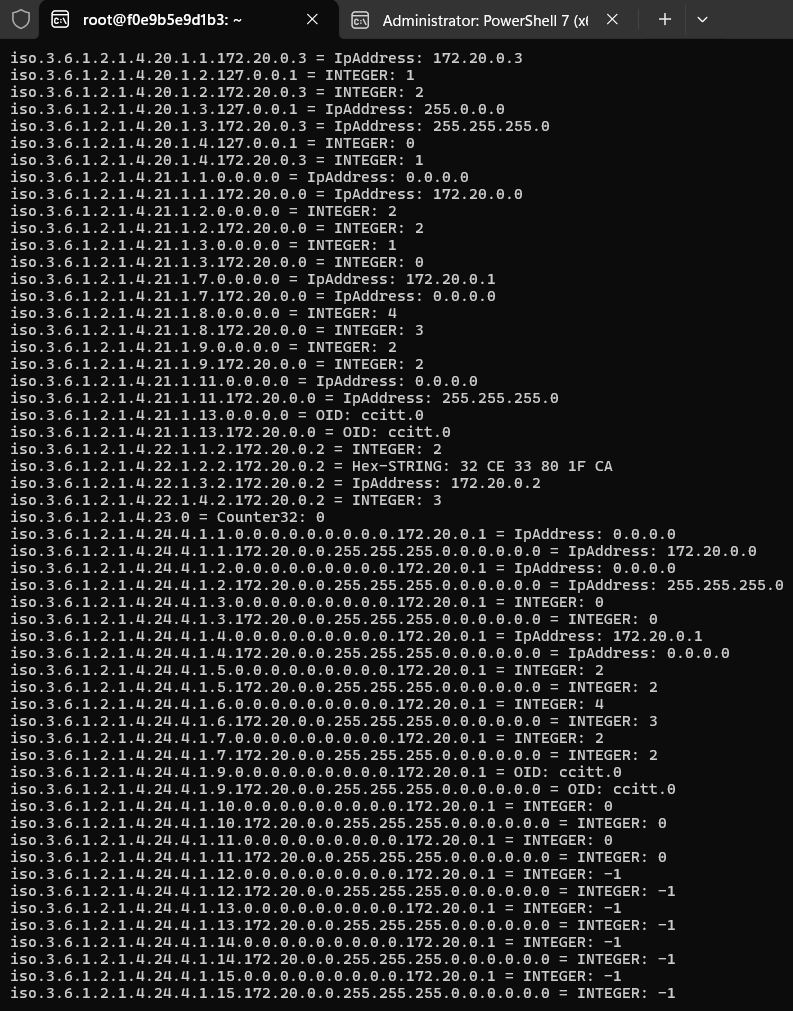 root@f0e9b5e9d1b3: ~
Administrator: PowerShell 7 (x
iso.3.6.1.2.1.4.20.1.1.172.20.0.3 = IpAddress: 172.20.0.3
iso.3.6.1.2.1.4.20.1.2.127.0.0.1 = INTEGER: 1
iso.3.6.1.2.1.4.20.1.2.172.20.0.3 = INTEGER: 2
iso.3.6.1.2.1.4.20.1.3.127.0.0.1 = IpAddress: 255.0.0.0
iso.3.6.1.2.1.4.20.1.3.172.20.0.3 = IpAddress: 255.255.255.0
iso.3.6.1.2.1.4.20.1.4.127.0.0.1 = INTEGER: 0
iso.3.6.1.2.1.4.20.1.4.172.20.0.3 = INTEGER: 1
iso.3.6.1.2.1.4.21.1.1.0.0.0.0 = IpAddress: 0.0.0.0
iso.3.6.1.2.1.4.21.1.1.172.20.0.0 = IpAddress: 172.20.0.0
iso.3.6.1.2.1.4.21.1.2.0.0.0.0 = INTEGER: 2
iso.3.6.1.2.1.4.21.1.2.172.20.0.0 = INTEGER: 2
iso.3.6.1.2.1.4.21.1.3.0.0.0.0 = INTEGER: 1
iso.3.6.1.2.1.4.21.1.3.172.20.0.0 = INTEGER: 0
iso.3.6.1.2.1.4.21.1.7.0.0.0.0 = IpAddress: 172.20.0.1
iso.3.6.1.2.1.4.21.1.7.172.20.0.0 = IpAddress: 0.0.0.0
iso.3.6.1.2.1.4.21.1.8.0.0.0.0 = INTEGER: 4
iso.3.6.1.2.1.4.21.1.8.172.20.0.0 = INTEGER: 3
iso.3.6.1.2.1.4.21.1.9.0.0.0.0 = INTEGER: 2
iso.3.6.1.2.1.4.21.1.9.172.20.0.0 = INTEGER: 2
iso.3.6.1.2.1.4.21.1.11.0.0.0.0 = IpAddress: 0.0.0.0
iso.3.6.1.2.1.4.21.1.11.172.20.0.0 = IpAddress: 255.255.255.0
iso.3.6.1.2.1.4.21.1.13.0.0.0.0 = OID: ccitt.0
iso.3.6.1.2.1.4.21.1.13.172.20.0.0 = OID: ccitt.0
iso.3.6.1.2.1.4.22.1.1.2.172.20.0.2 = INTEGER: 2
iso.3.6.1.2.1.4.22.1.2.2.172.20.0.2 = Hex-STRING: 32 CE 33 80 1F CA
iso.3.6.1.2.1.4.22.1.3.2.172.20.0.2 = IpAddress: 172.20.0.2
iso.3.6.1.2.1.4.22.1.4.2.172.20.0.2 = INTEGER: 3
iso.3.6.1.2.1.4.23.0 = Counter32: 0
iso.3.6.1.2.1.4.24.4.1.1.0.0.0.0.0.0.0.0.0.172.20.0.1 = IpAddress: 0.0.0.0
iso.3.6.1.2.1.4.24.4.1.1.172.20.0.0.255.255.255.0.0.0.0.0.0 = IpAddress: 172.20.0.0
iso.3.6.1.2.1.4.24.4.1.2.0.0.0.0.0.0.0.0.0.172.20.0.1 = IpAddress: 0.0.0.0
iso.3.6.1.2.1.4.24.4.1.2.172.20.0.0.255.255.255.0.0.0.0.0.0 = IpAddress: 255.255.255.0
iso.3.6.1.2.1.4.24.4.1.3.0.0.0.0.0.0.0.0.0.172.20.0.1 = INTEGER: 0
iso.3.6.1.2.1.4.24.4.1.3.172.20.0.0.255.255.255.0.0.0.0.0.0 = INTEGER: 0
iso.3.6.1.2.1.4.24.4.1.4.0.0.0.0.0.0.0.0.0.172.20.0.1 = IpAddress: 172.20.0.1
iso.3.6.1.2.1.4.24.4.1.4.172.20.0.0.255.255.255.0.0.0.0.0.0 = IpAddress: 0.0.0.0
iso.3.6.1.2.1.4.24.4.1.5.0.0.0.0.0.0.0.0.0.172.20.0.1 = INTEGER: 2
iso.3.6.1.2.1.4.24.4.1.5.172.20.0.0.255.255.255.0.0.0.0.0.0 = INTEGER: 2
iso.3.6.1.2.1.4.24.4.1.6.0.0.0.0.0.0.0.0.0.172.20.0.1 = INTEGER: 4
iso.3.6.1.2.1.4.24.4.1.6.172.20.0.0.255.255.255.0.0.0.0.0.0 = INTEGER: 3
iso.3.6.1.2.1.4.24.4.1.7.0.0.0.0.0.0.0.0.0.172.20.0.1 = INTEGER: 2
iso.3.6.1.2.1.4.24.4.1.7.172.20.0.0.255.255.255.0.0.0.0.0.0 = INTEGER: 2
iso.3.6.1.2.1.4.24.4.1.9.0.0.0.0.0.0.0.0.0.172.20.0.1 = OID: ccitt.0
iso.3.6.1.2.1.4.24.4.1.9.172.20.0.0.255.255.255.0.0.0.0.0.0 = OID: ccitt.0
iso.3.6.1.2.1.4.24.4.1.10.0.0.0.0.0.0.0.0.0.172.20.0.1 = INTEGER: 0
iso.3.6.1.2.1.4.24.4.1.10.172.20.0.0.255.255.255.0.0.0.0.0.0 = INTEGER: 0
iso.3.6.1.2.1.4.24.4.1.11.0.0.0.0.0.0.0.0.0.172.20.0.1 = INTEGER: 0
iso.3.6.1.2.1.4.24.4.1.11.172.20.0.0.255.255.255.0.0.0.0.0.0 = INTEGER: 0
iso.3.6.1.2.1.4.24.4.1.12.0.0.0.0.0.0.0.0.0.172.20.0.1 = INTEGER: -1
iso.3.6.1.2.1.4.24.4.1.12.172.20.0.0.255.255.255.0.0.0.0.0.0 = INTEGER: -1
iso.3.6.1.2.1.4.24.4.1.13.0.0.0.0.0.0.0.0.0.172.20.0.1 = INTEGER: -1
iso.3.6.1.2.1.4.24.4.1.13.172.20.0.0.255.255.255.0.0.0.0.0.0 = INTEGER: -1
iso.3.6.1.2.1.4.24.4.1.14.0.0.0.0.0.0.0.0.0.172.20.0.1 = INTEGER: -1
iso.3.6.1.2.1.4.24.4.1.14.172.20.0.0.255.255.255.0.0.0.0.0.0 = INTEGER: -1
iso.3.6.1.2.1.4.24.4.1.15.0.0.0.0.0.0.0.0.0.172.20.0.1 = INTEGER: -1
iso.3.6.1.2.1.4.24.4.1.15.172.20.0.0.255.255.255.0.0.0.0.0.0 = INTEGER: -1